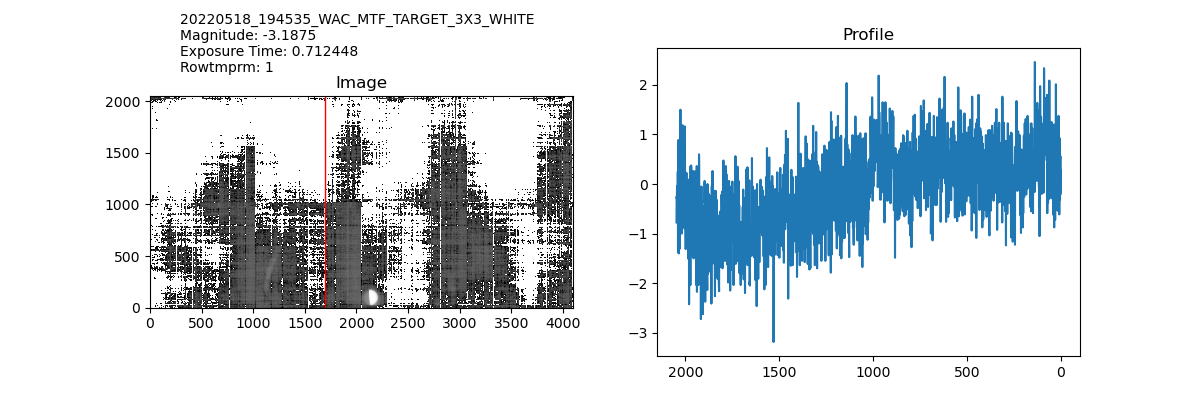 20220518_194535_WAC_MTF_TARGET_3X3_WHITE
Magnitude: -3.1875
Exposure Time: 0.712448
Rowtmprm: 1
Image
2000
1500
1000
500
0
0 500 1000 1500 2000 2500 3000 3500 4000
Profile
2
1
0
−1
−2
−3
2000 1500 1000 500 0